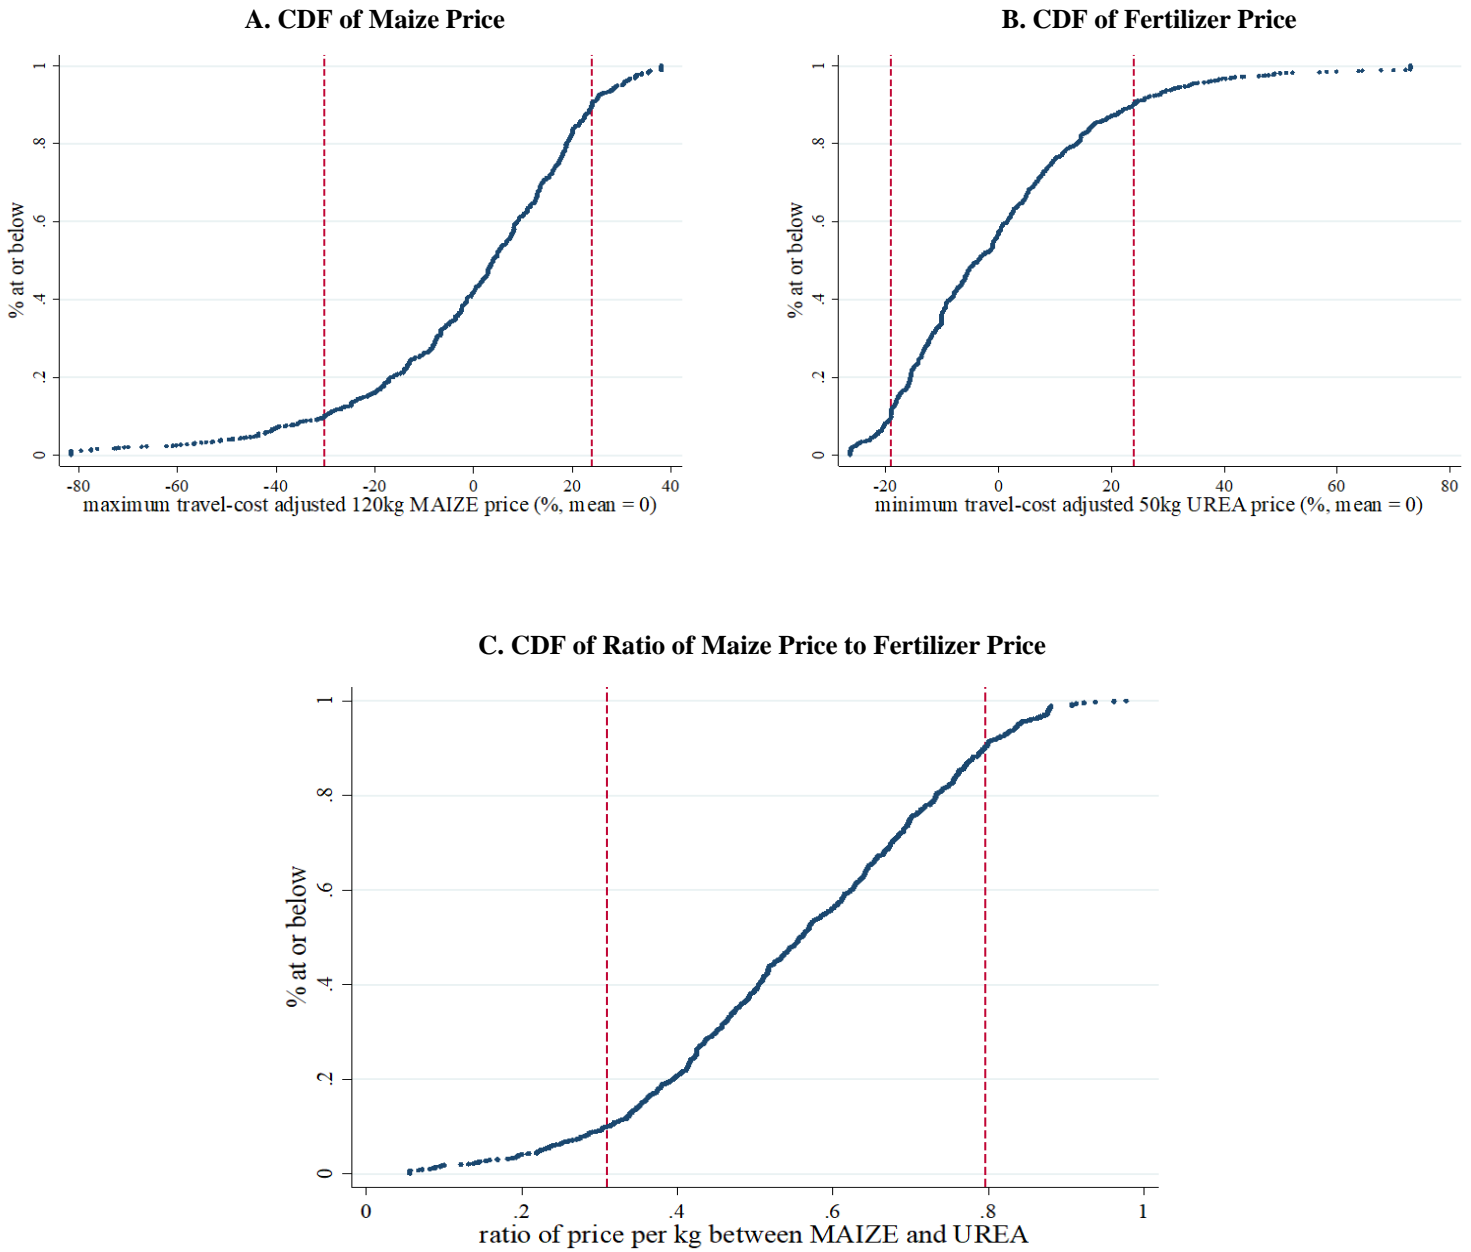 A. CDF of Maize Price
% at or below
1
.8
.6
.4
.2
0
-80 -60 -40 -20 0 20 40
maximum travel-cost adjusted 120kg MAIZE price (%, mean = 0)
B. CDF of Fertilizer Price
% at or below
1
.8
.6
.4
.2
0
-20 0 20 40 60 80
minimum travel-cost adjusted 50kg UREA price (%, mean = 0)
C. CDF of Ratio of Maize Price to Fertilizer Price
% at or below
1
.8
.6
.4
.2
0
0 .2 .4 .6 .8 1
ratio of price per kg between MAIZE and UREA